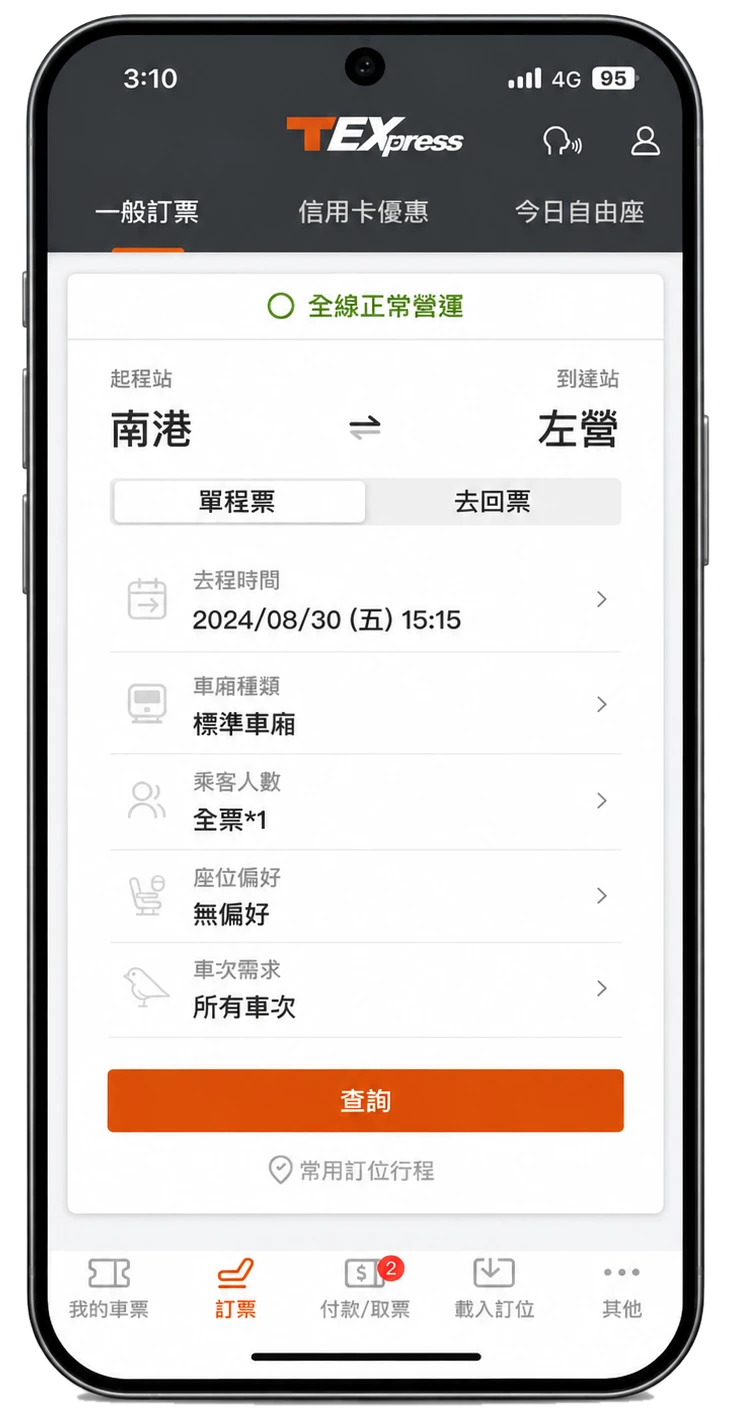 3:10
4G 95
TEXpress
一般訂票 信用卡優惠 今日自由座
全線正常營運
起程站 到達站
南港 左營
單程票 去回票
去程時間
2024/08/30 (五) 15:15
車廂種類
標準車廂
乘客人數
全票*1
座位偏好
無偏好
車次需求
所有車次
查詢
常用訂位行程
$ 2
我的車票 訂票 付款/取票 載入訂位 其他